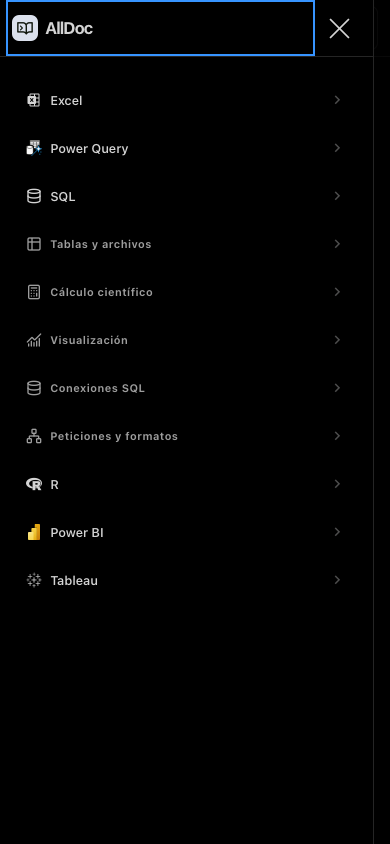 AllDoc
Excel
Power Query
SQL
Tablas y archivos
Cálculo científico
Visualización
Conexiones SQL
Peticiones y formatos
R
Power BI
Tableau